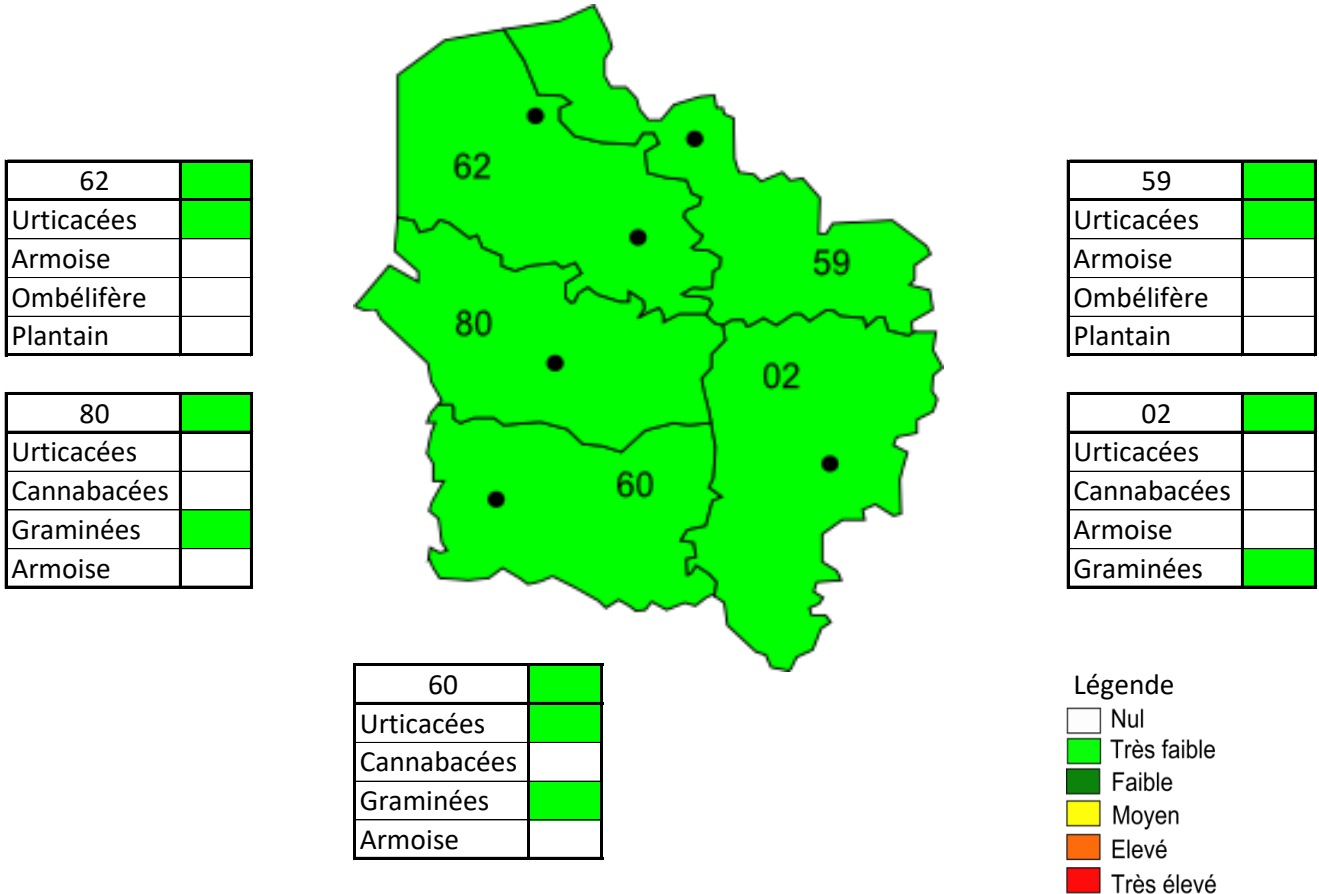 62
Urticacées
Armoise
Ombélifère
Plantain
80
Urticacées
Cannabacées
Graminées
Armoise
62
59
80
02
60
59
Urticacées
Armoise
Ombélifère
Plantain
02
Urticacées
Cannabacées
Armoise
Graminées
60
Urticacées
Cannabacées
Graminées
Armoise
Légende
Nul
Très faible
Faible
Moyen
Elevé
Très élevé